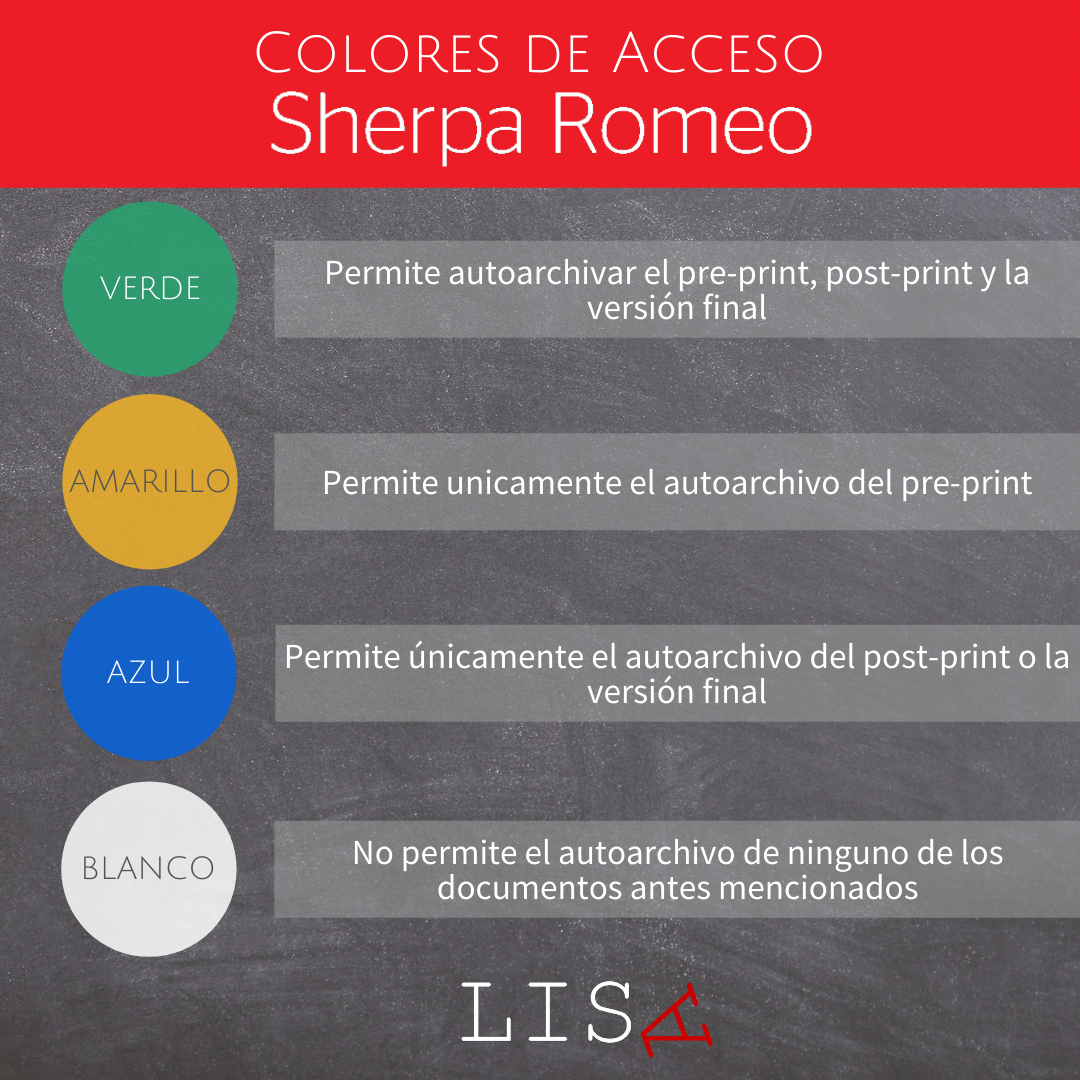 Colores de Acceso
Sherpa Romeo
VERDE
Permite autoarchivar el pre-print, post-print y la
versión final
AMARILLO
Permite unicamente el autoarchivo del pre-print
AZUL
Permite únicamente el autoarchivo del post-print o la
versión final
BLANCO
No permite el autoarchivo de ninguno de los
documentos antes mencionados
LISA